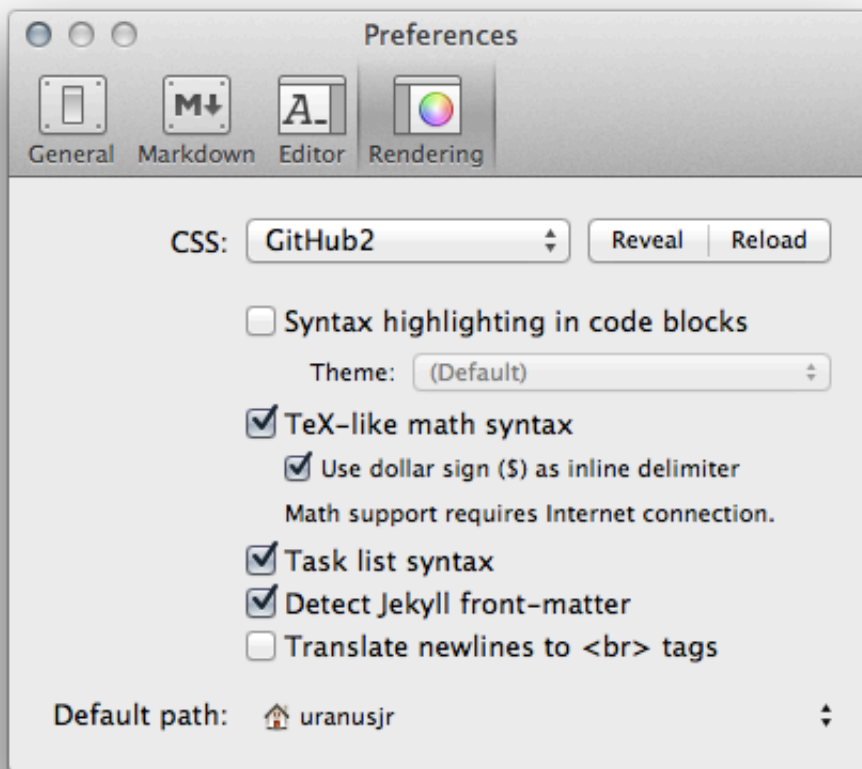 Preferences
M↓
A_
General Markdown Editor Rendering
CSS: GitHub2 Reveal Reload
Syntax highlighting in code blocks
Theme: (Default)
TeX-like math syntax
Use dollar sign ($) as inline delimiter
Math support requires Internet connection.
Task list syntax
Detect Jekyll front-matter
Translate newlines to <br> tags
Default path: uranusjr